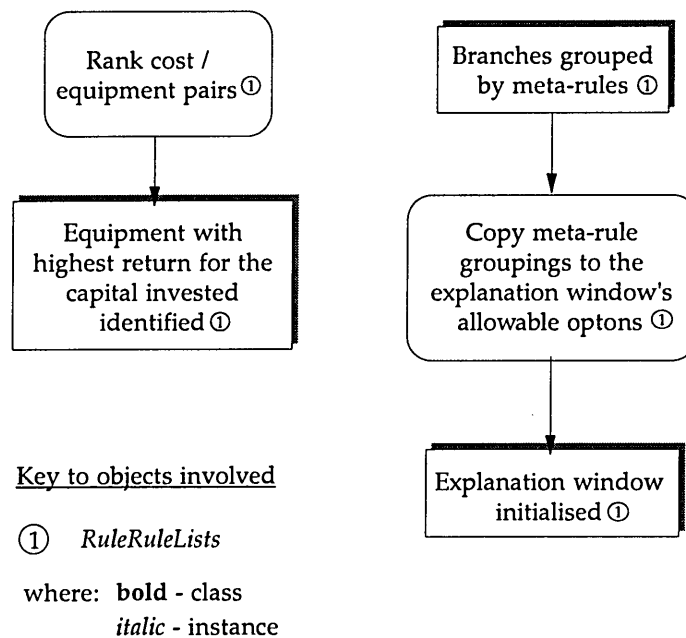 Rank cost /
equipment pairs ①
Equipment with
highest return for the
capital invested
identified ①
Branches grouped
by meta-rules ①
Copy meta-rule
groupings to the
explanation window's
allowable optons ①
Explanation window
initialised ①
Key to objects involved
① RuleRuleLists
where: bold - class
italic - instance